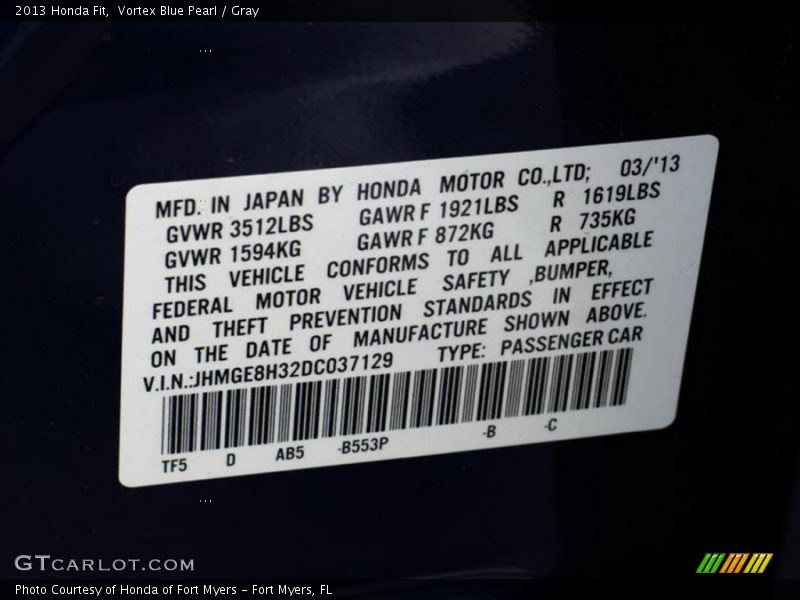 2013 Honda Fit,  Vortex Blue Pearl / Gray
MFD. IN JAPAN BY HONDA MOTOR CO.,LTD; 03/'13
GVWR 3512LBS GAWR F 1921LBS R 1619LBS
GVWR 1594KG GAWR F 872KG R 735KG
THIS VEHICLE CONFORMS TO ALL APPLICABLE
FEDERAL MOTOR VEHICLE SAFETY ,BUMPER,
AND THEFT PREVENTION STANDARDS IN EFFECT
ON THE DATE OF MANUFACTURE SHOWN ABOVE.
V.I.N.:JHMGE8H32DC037129 TYPE: PASSENGER CAR
TF5 D AB5 -B553P -B -C
GTCARLOT.COM
Photo Courtesy of Honda of Fort Myers – Fort Myers, FL